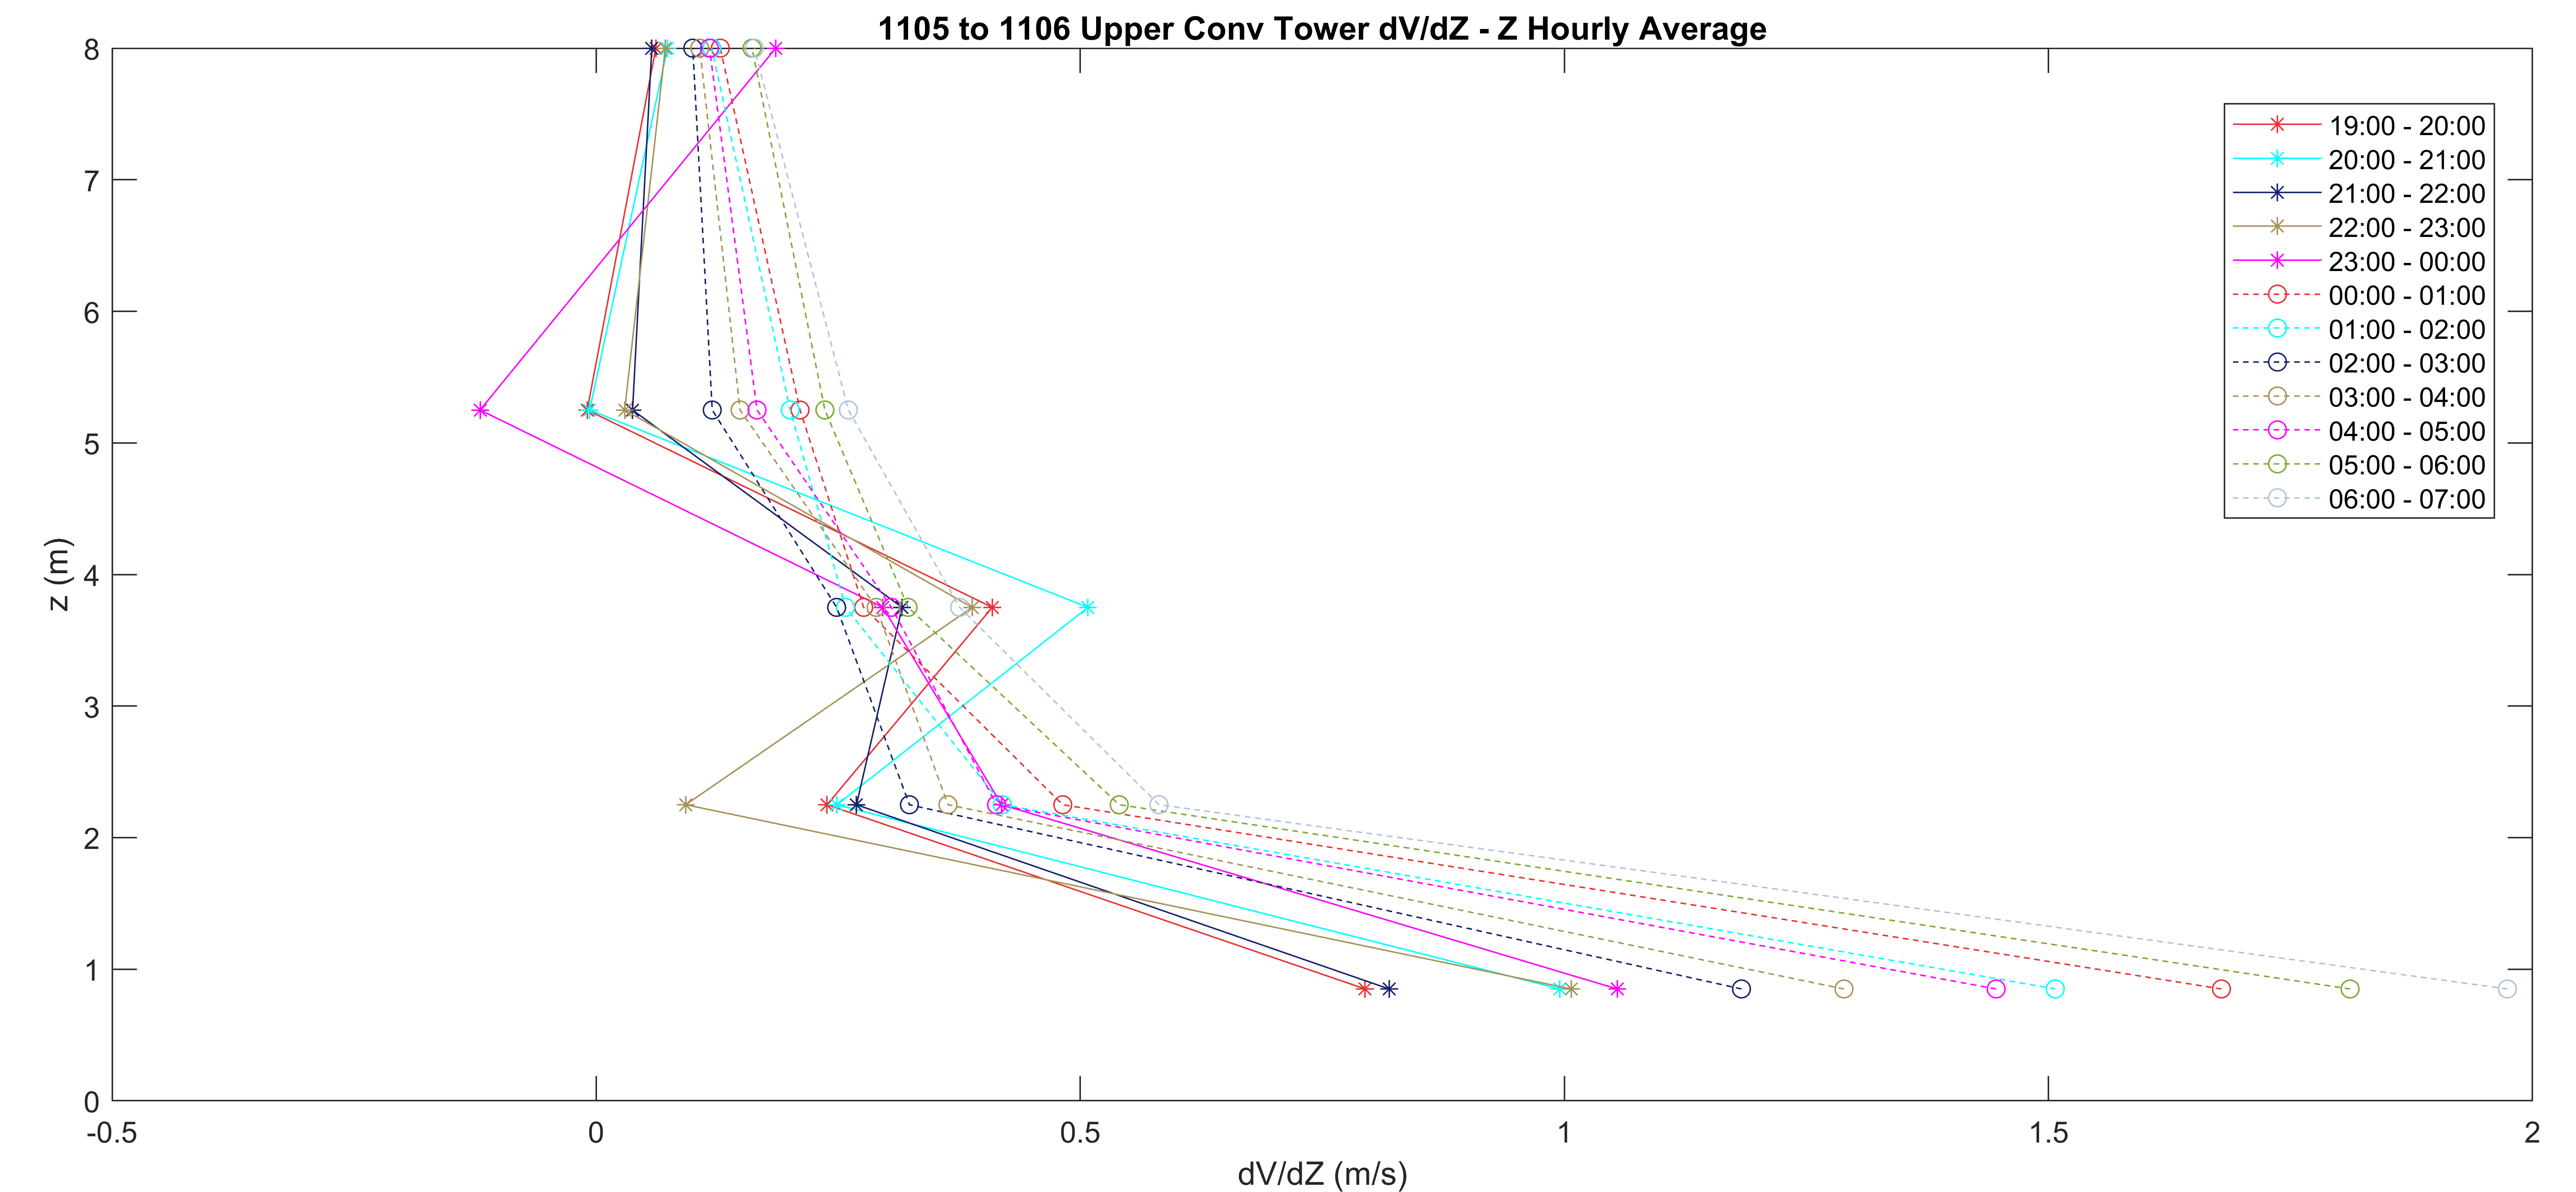 1105 to 1106 Upper Conv Tower dV/dZ - Z Hourly Average
8
7
6
5
4
3
2
1
0
z (m)
-0.5 0 0.5 1 1.5 2
dV/dZ (m/s)
19:00 - 20:00
20:00 - 21:00
21:00 - 22:00
22:00 - 23:00
23:00 - 00:00
00:00 - 01:00
01:00 - 02:00
02:00 - 03:00
03:00 - 04:00
04:00 - 05:00
05:00 - 06:00
06:00 - 07:00